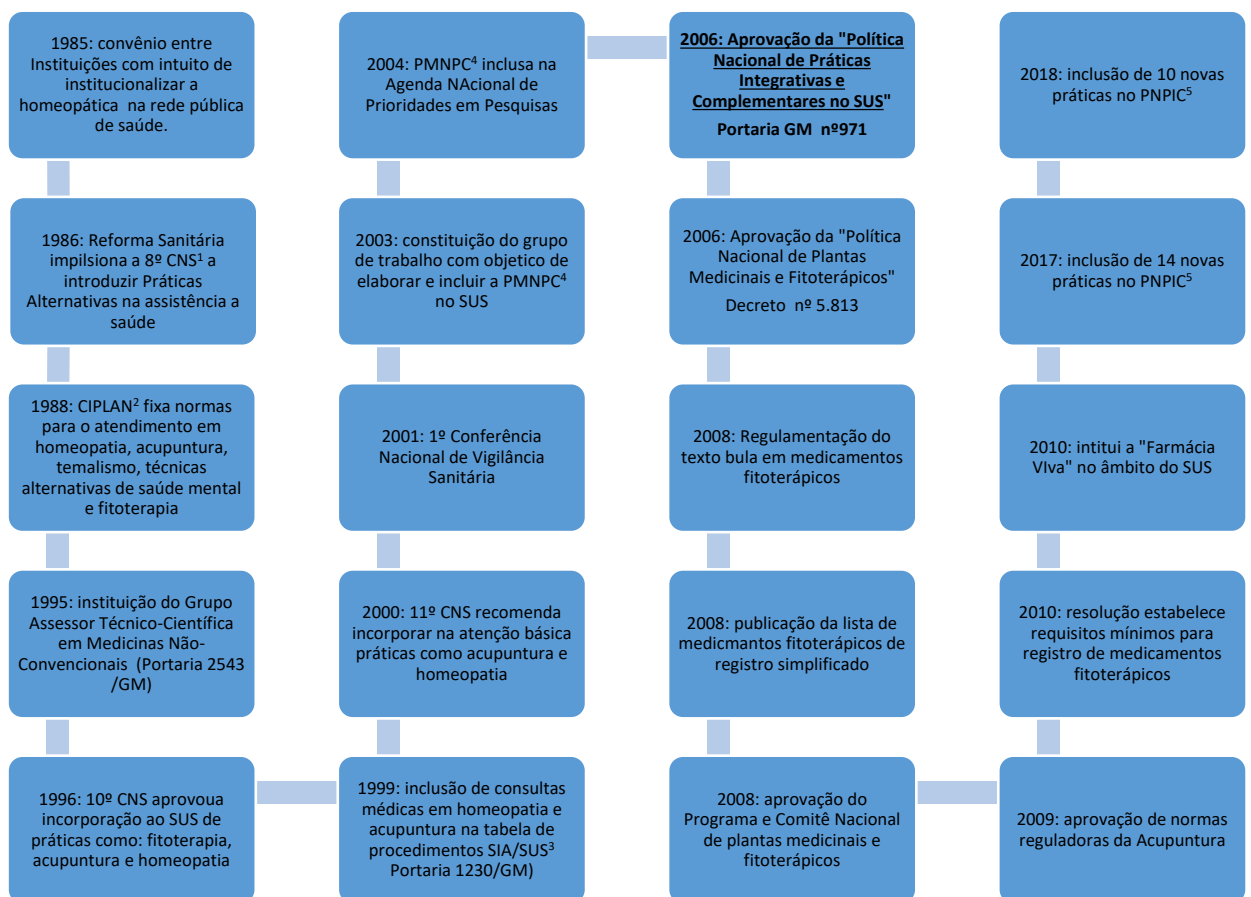 1985: convênio entre
Instituições com intuito de
institucionalizar a
homeopática na rede pública
de saúde.
1986: Reforma Sanitária
impilsiona a 8º CNS¹ a
introduzir Práticas
Alternativas na assistência a
saúde
1988: CIPLAN² fixa normas
para o atendimento em
homeopatia, acupuntura,
temalismo, técnicas
alternativas de saúde mental
e fitoterapia
1995: instituição do Grupo
Assessor Técnico-Científica
em Medicinas Não-
Convencionais (Portaria 2543
/GM)
1996: 10º CNS aprovoua
incorporação ao SUS de
práticas como: fitoterapia,
acupuntura e homeopatia
1999: inclusão de consultas
médicas em homeopatia e
acupuntura na tabela de
procedimentos SIA/SUS³
Portaria 1230/GM)
2000: 11º CNS recomenda
incorporar na atenção básica
práticas como acupuntura e
homeopatia
2001: 1º Conferência
Nacional de Vigilância
Sanitária
2003: constituição do grupo
de trabalho com objetico de
elaborar e incluir a PMNPC⁴
no SUS
2004: PMNPC⁴ inclusa na
Agenda NAcional de
Prioridades em Pesquisas
2006: Aprovação da "Política
Nacional de Práticas
Integrativas e
Complementares no SUS"
Portaria GM nº971
2006: Aprovação da "Política
Nacional de Plantas
Medicinais e Fitoterápicos"
Decreto nº 5.813
2008: Regulamentação do
texto bula em medicamentos
fitoterápicos
2008: publicação da lista de
medicmantos fitoterápicos de
registro simplificado
2008: aprovação do
Programa e Comitê Nacional
de plantas medicinais e
fitoterápicos
2009: aprovação de normas
reguladoras da Acupuntura
2010: resolução estabelece
requisitos mínimos para
registro de medicamentos
fitoterápicos
2010: intitui a "Farmácia
VIva" no âmbito do SUS
2017: inclusão de 14 novas
práticas no PNPIC⁵
2018: inclusão de 10 novas
práticas no PNPIC⁵